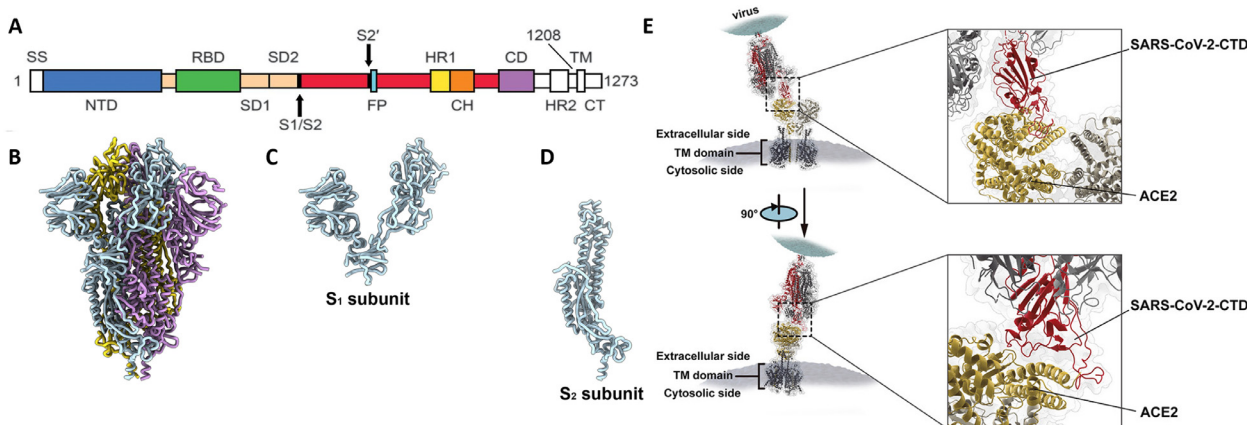 A
S2′
1208
SS
RBD
SD2
HR1
CD
TM
1
1273
NTD
SD1
FP
CH
HR2
CT
S1/S2
B
C
D
S1 subunit
S2 subunit
E
virus
SARS-CoV-2-CTD
Extracellular side
TM domain
Cytosolic side
ACE2
90°
SARS-CoV-2-CTD
Extracellular side
TM domain
Cytosolic side
ACE2